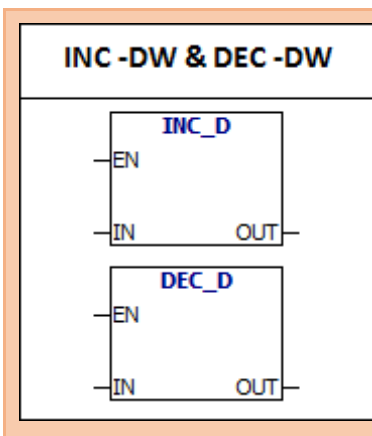 INC -DW & DEC -DW
INC_D
EN
IN OUT
DEC_D
EN
IN OUT